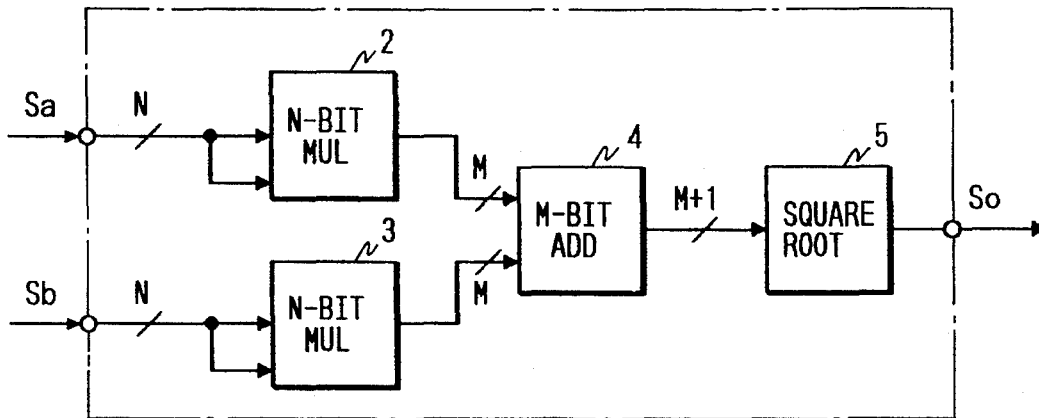 2
Sa
N
N-BIT
MUL
M
4
M-BIT
ADD
M+1
5
SQUARE
ROOT
So
3
Sb
N
N-BIT
MUL
M